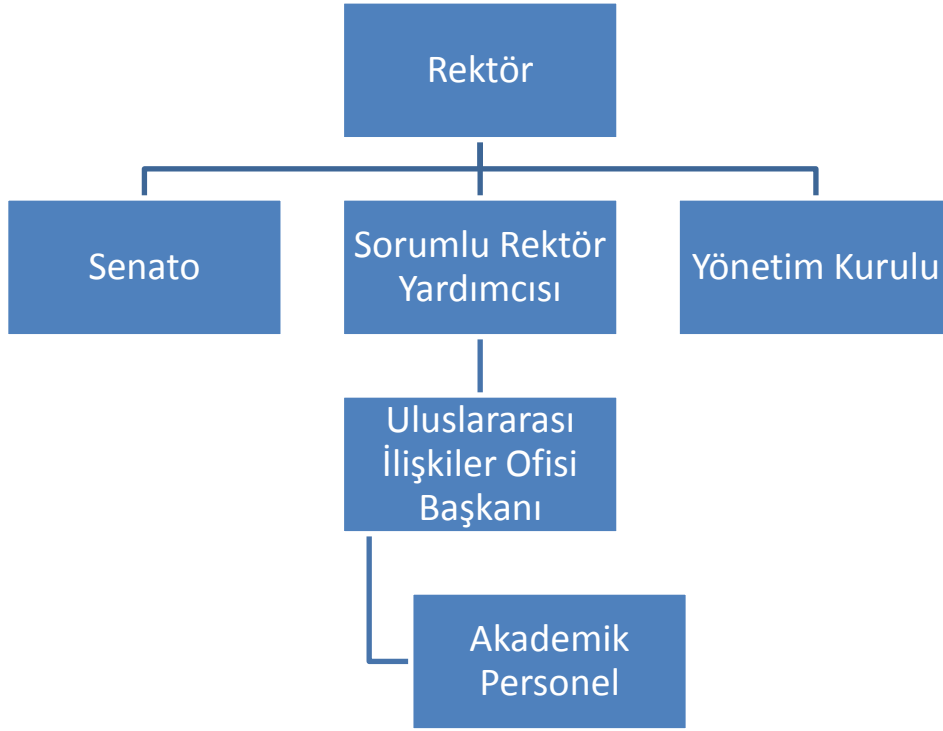 Rektör
Senato
Sorumlu Rektör
Yardımcısı
Yönetim Kurulu
Uluslararası
İlişkiler Ofisi
Başkanı
Akademik
Personel